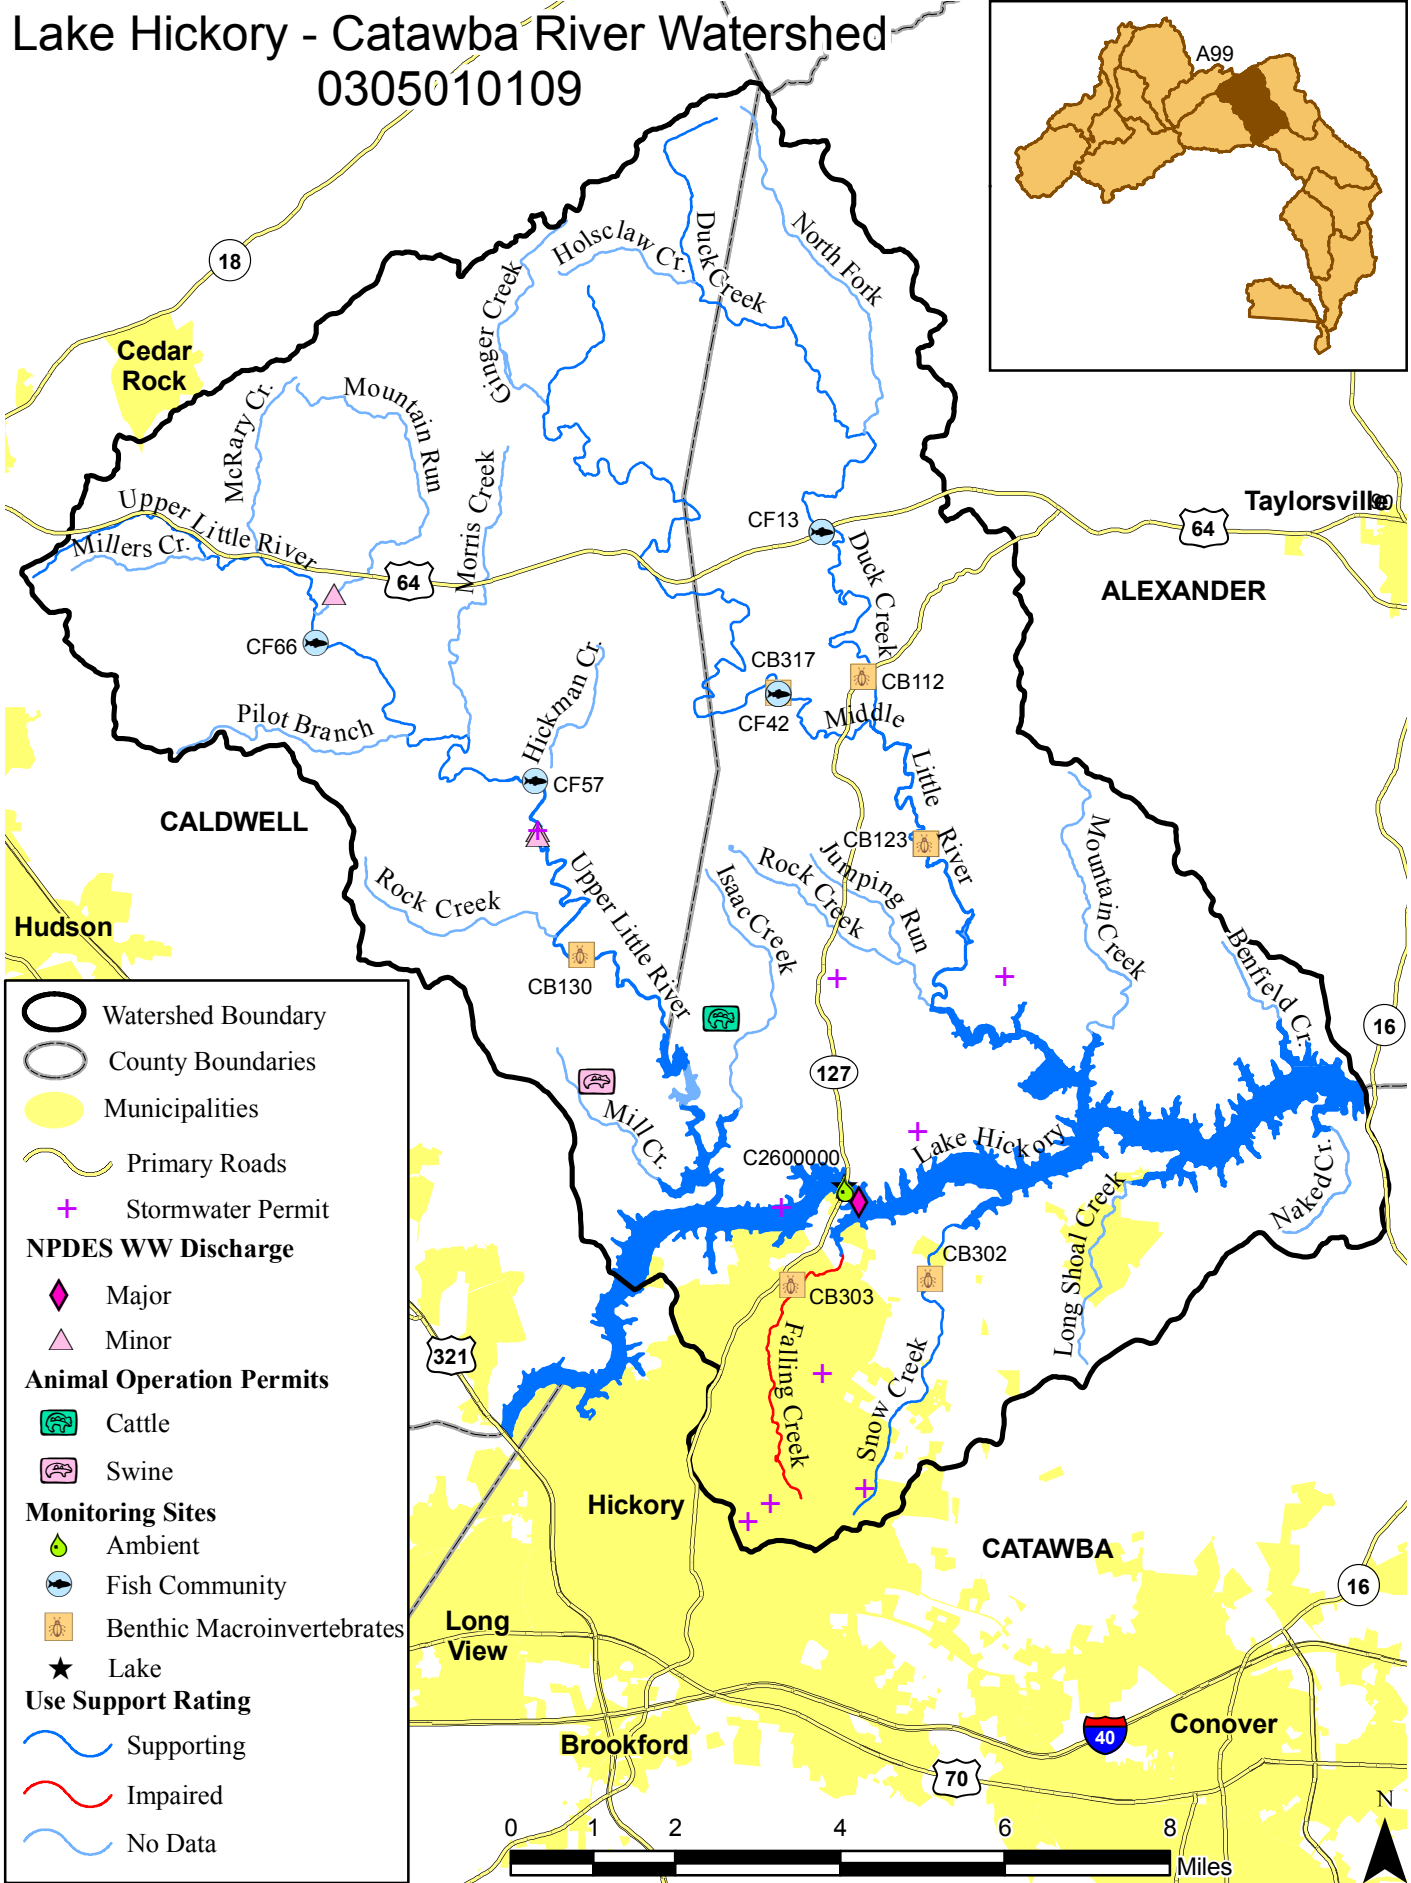 Lake Hickory - Catawba River Watershed
0305010109
A99
18
Cedar
Rock
Holsclaw Cr.
Duck Creek
North Fork
Ginger Creek
McRary Cr.
Mountain
Run
Morris Creek
Upper Little River
Millers Cr.
64
CF13
Taylorsville
90
64
ALEXANDER
Duck Creek
CF66
Hickman Cr.
CB317
CB112
CF42
Middle
Little
River
Pilot Branch
CF57
CALDWELL
CB123
Mountain Creek
Jumping Run
Rock Creek
Isaac Creek
Upper Little River
Rock Creek
Hudson
CB130
Benfield Cr.
16
127
Mill Cr.
Lake Hickory
C2600000
Naked Cr.
Long Shoal Creek
CB302
CB303
Falling Creek
Snow Creek
321
Hickory
CATAWBA
16
Long
View
Brookford
Conover
40
70
Watershed Boundary
County Boundaries
Municipalities
Primary Roads
Stormwater Permit
NPDES WW Discharge
Major
Minor
Animal Operation Permits
Cattle
Swine
Monitoring Sites
Ambient
Fish Community
Benthic Macroinvertebrates
Lake
Use Support Rating
Supporting
Impaired
No Data
0 1 2 4 6 8
Miles
N